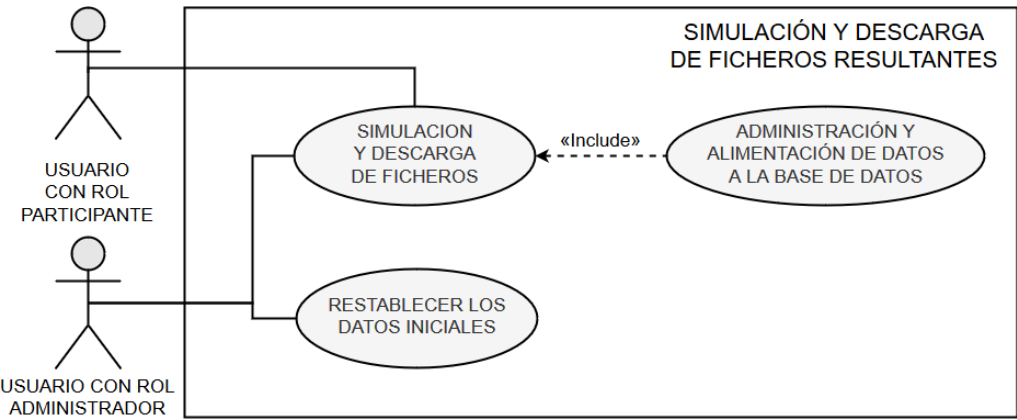 SIMULACIÓN Y DESCARGA
DE FICHEROS RESULTANTES
USUARIO
CON ROL
PARTICIPANTE
SIMULACION
Y DESCARGA
DE FICHEROS
«Include»
ADMINISTRACIÓN Y
ALIMENTACIÓN DE DATOS
A LA BASE DE DATOS
RESTABLECER LOS
DATOS INICIALES
USUARIO CON ROL
ADMINISTRADOR